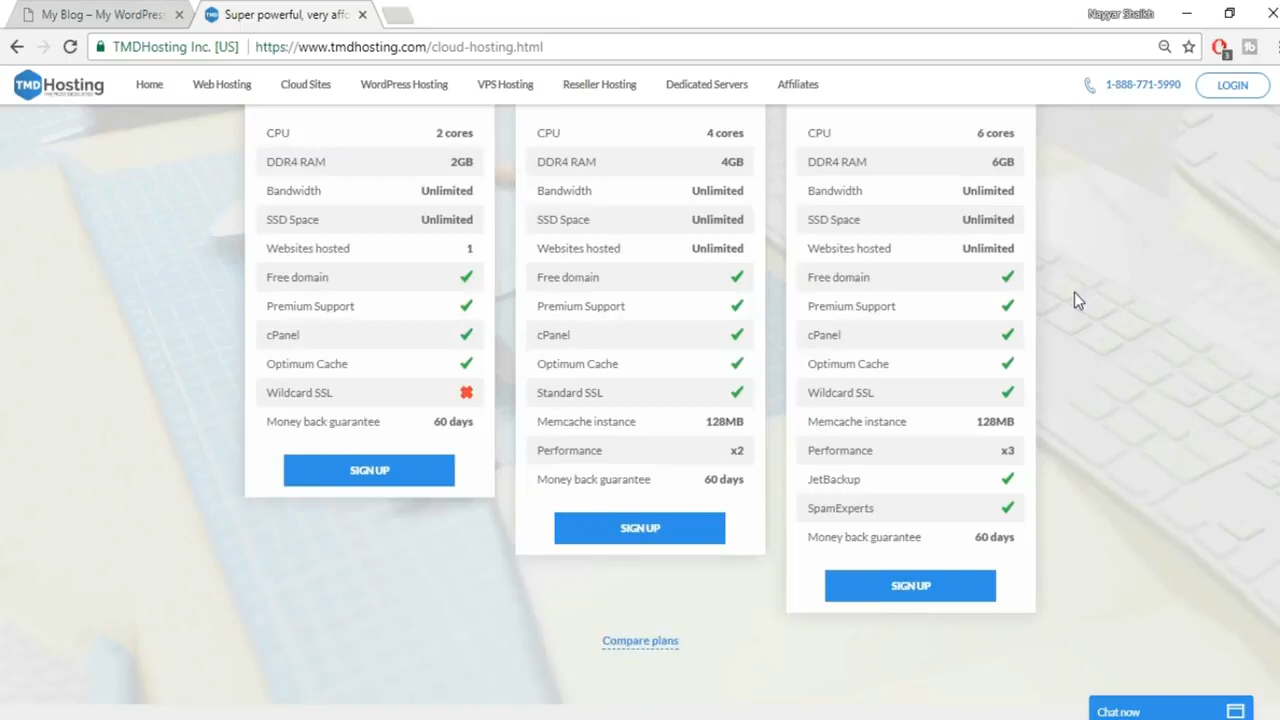 My Blog – My WordPress
Super powerful, very affo
Nayyar Shaikh
TMDHosting Inc. [US]
https://www.tmdhosting.com/cloud-hosting.html
3
TMDHosting
Home
Web Hosting
Cloud Sites
WordPress Hosting
VPS Hosting
Reseller Hosting
Dedicated Servers
Affiliates
1-888-771-5990
LOGIN
CPU 2 cores
DDR4 RAM 2GB
Bandwidth Unlimited
SSD Space Unlimited
Websites hosted 1
Free domain
Premium Support
cPanel
Optimum Cache
Wildcard SSL
Money back guarantee 60 days
SIGN UP
CPU 4 cores
DDR4 RAM 4GB
Bandwidth Unlimited
SSD Space Unlimited
Websites hosted Unlimited
Free domain
Premium Support
cPanel
Optimum Cache
Standard SSL
Memcache instance 128MB
Performance x2
Money back guarantee 60 days
SIGN UP
CPU 6 cores
DDR4 RAM 6GB
Bandwidth Unlimited
SSD Space Unlimited
Websites hosted Unlimited
Free domain
Premium Support
cPanel
Optimum Cache
Wildcard SSL
Memcache instance 128MB
Performance x3
JetBackup
SpamExperts
Money back guarantee 60 days
SIGN UP
Compare plans
Chat now